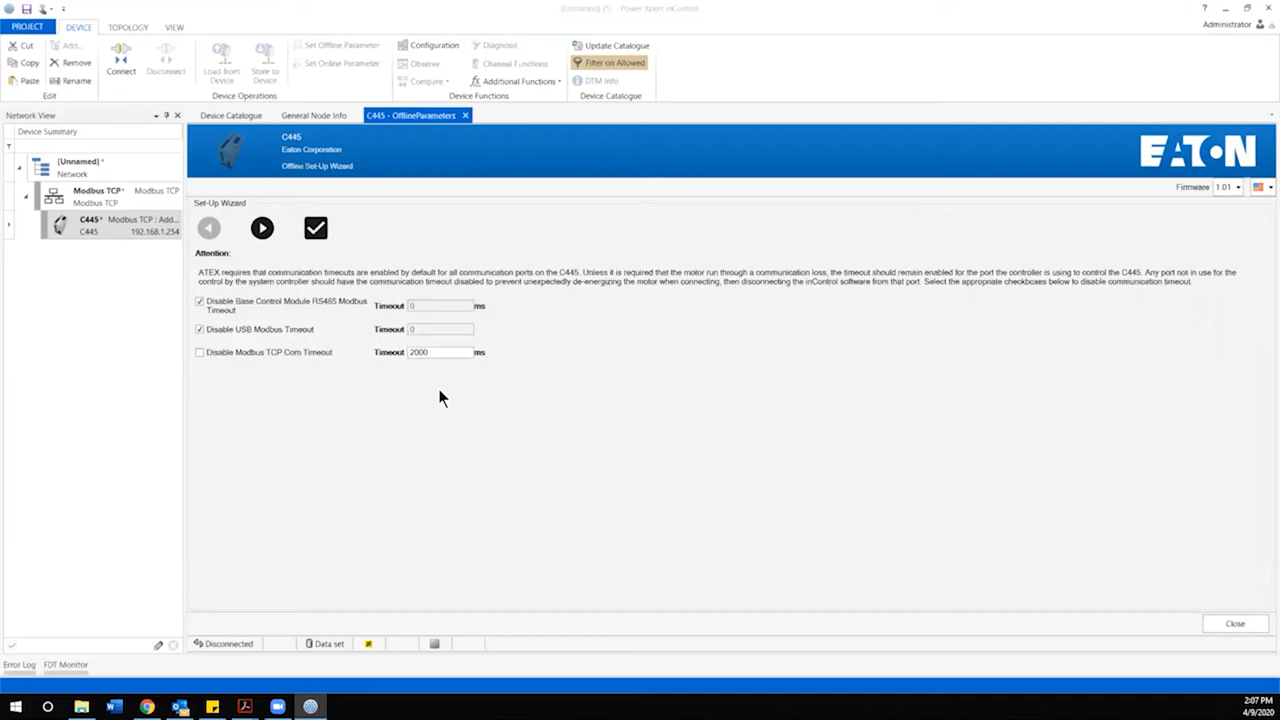 [Unnamed] (*) - Power Xpert inControl
PROJECT DEVICE TOPOLOGY VIEW
Administrator
Cut Add...
Copy Remove
Paste Rename
Edit
Connect Disconnect
Load from Device Store to Device
Set Offline Parameter
Set Online Parameter
Device Operations
Configuration Diagnosis
Observe Channel Functions
Compare Additional Functions
Device Functions
Update Catalogue
Filter on Allowed
DTM Info
Device Catalogue
Network View
Device Catalogue General Node Info C445 - OfflineParameters
Device Summary
[Unnamed] *
Network
Modbus TCP* Modbus TCP
Modbus TCP
C445* Modbus TCP : Add...
C445 192.168.1.254
C445
Eaton Corporation
Offline Set-Up Wizard
EATON
Firmware 1.01
Set-Up Wizard
Attention:
ATEX requires that communication timeouts are enabled by default for all communication ports on the C445. Unless it is required that the motor run through a communication loss, the timeout should remain enabled for the port the controller is using to control the C445. Any port not in use for the
control by the system controller should have the communication timeout disabled to prevent unexpectedly de-energizing the motor when connecting, then disconnecting the inControl software from that port. Select the appropriate checkboxes below to disable communication timeout.
Disable Base Control Module RS485 Modbus Timeout Timeout 0 ms
Disable USB Modbus Timeout Timeout 0
Disable Modbus TCP Com Timeout Timeout 2000 ms
Close
Disconnected Data set
Error Log FDT Monitor
2:07 PM
4/9/2020